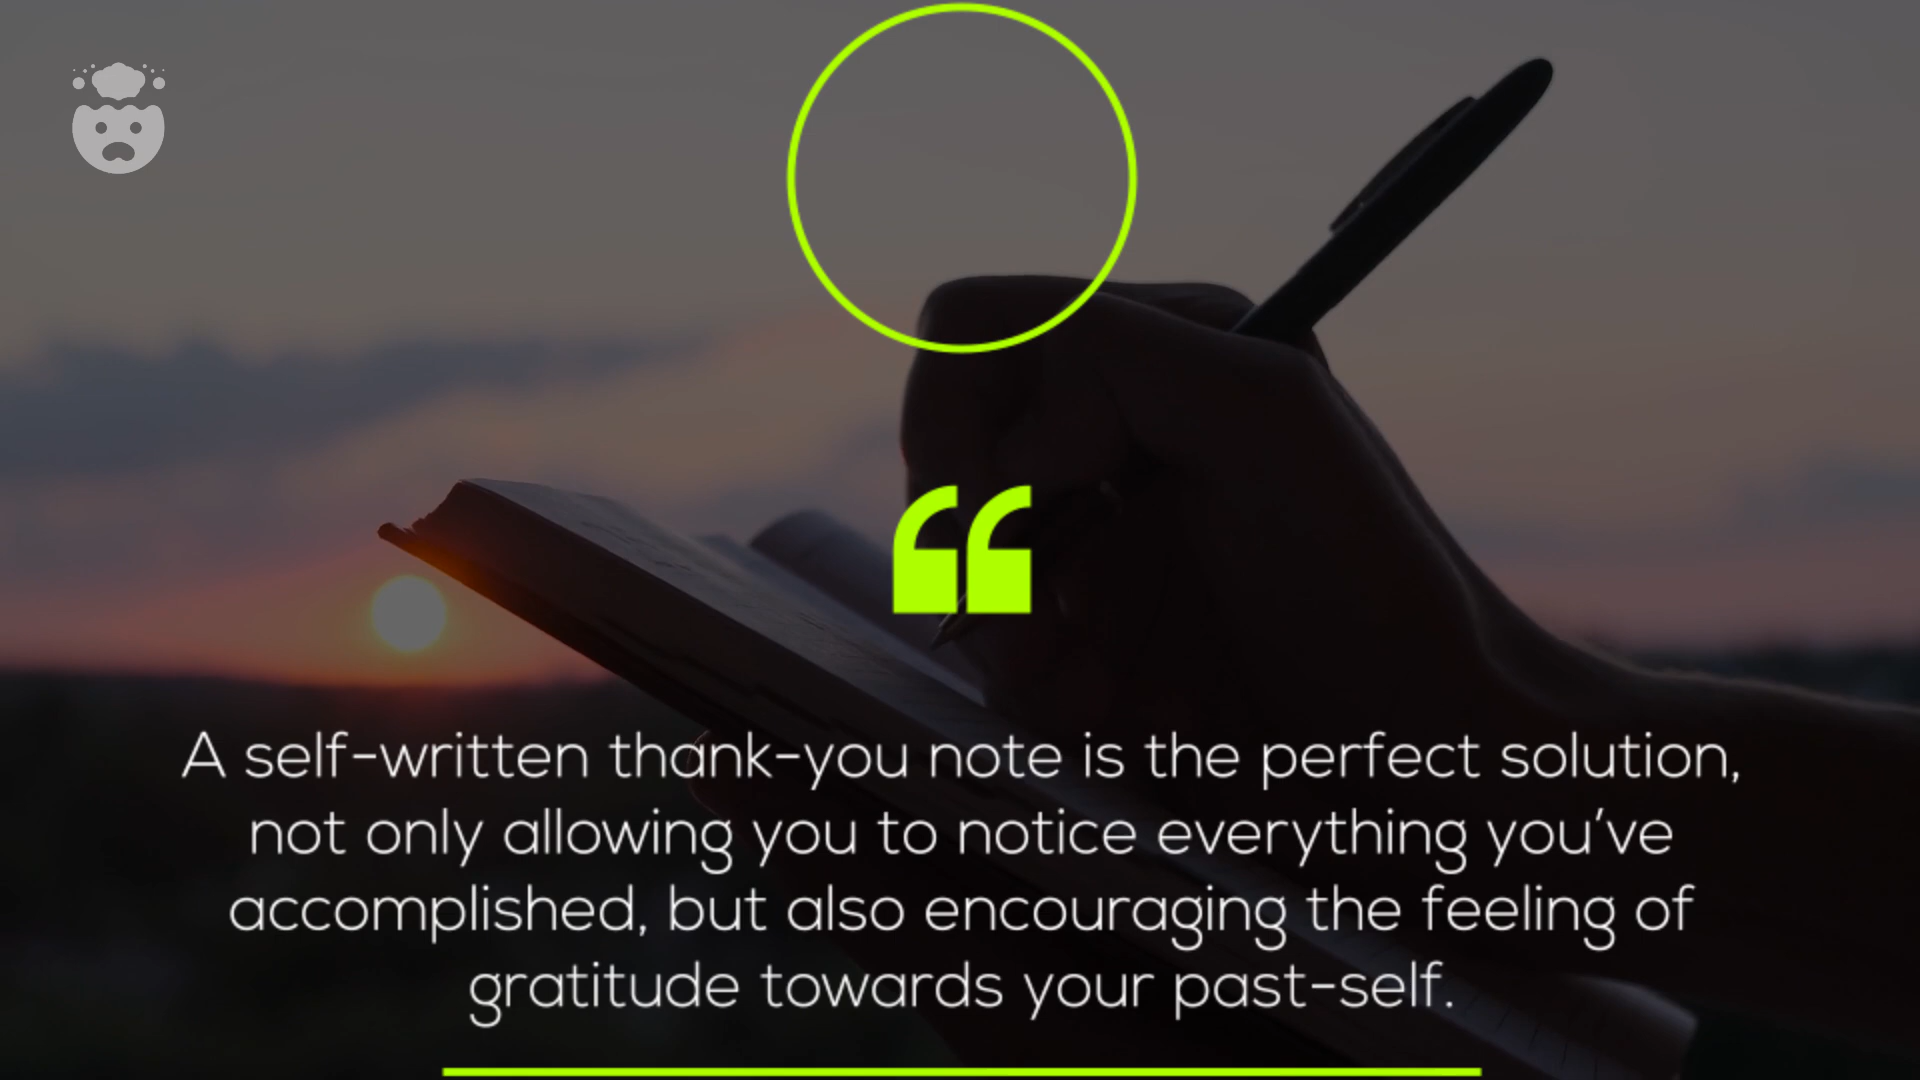 A self-written thank-you note is the perfect solution,
not only allowing you to notice everything you’ve
accomplished, but also encouraging the feeling of
gratitude towards your past-self.